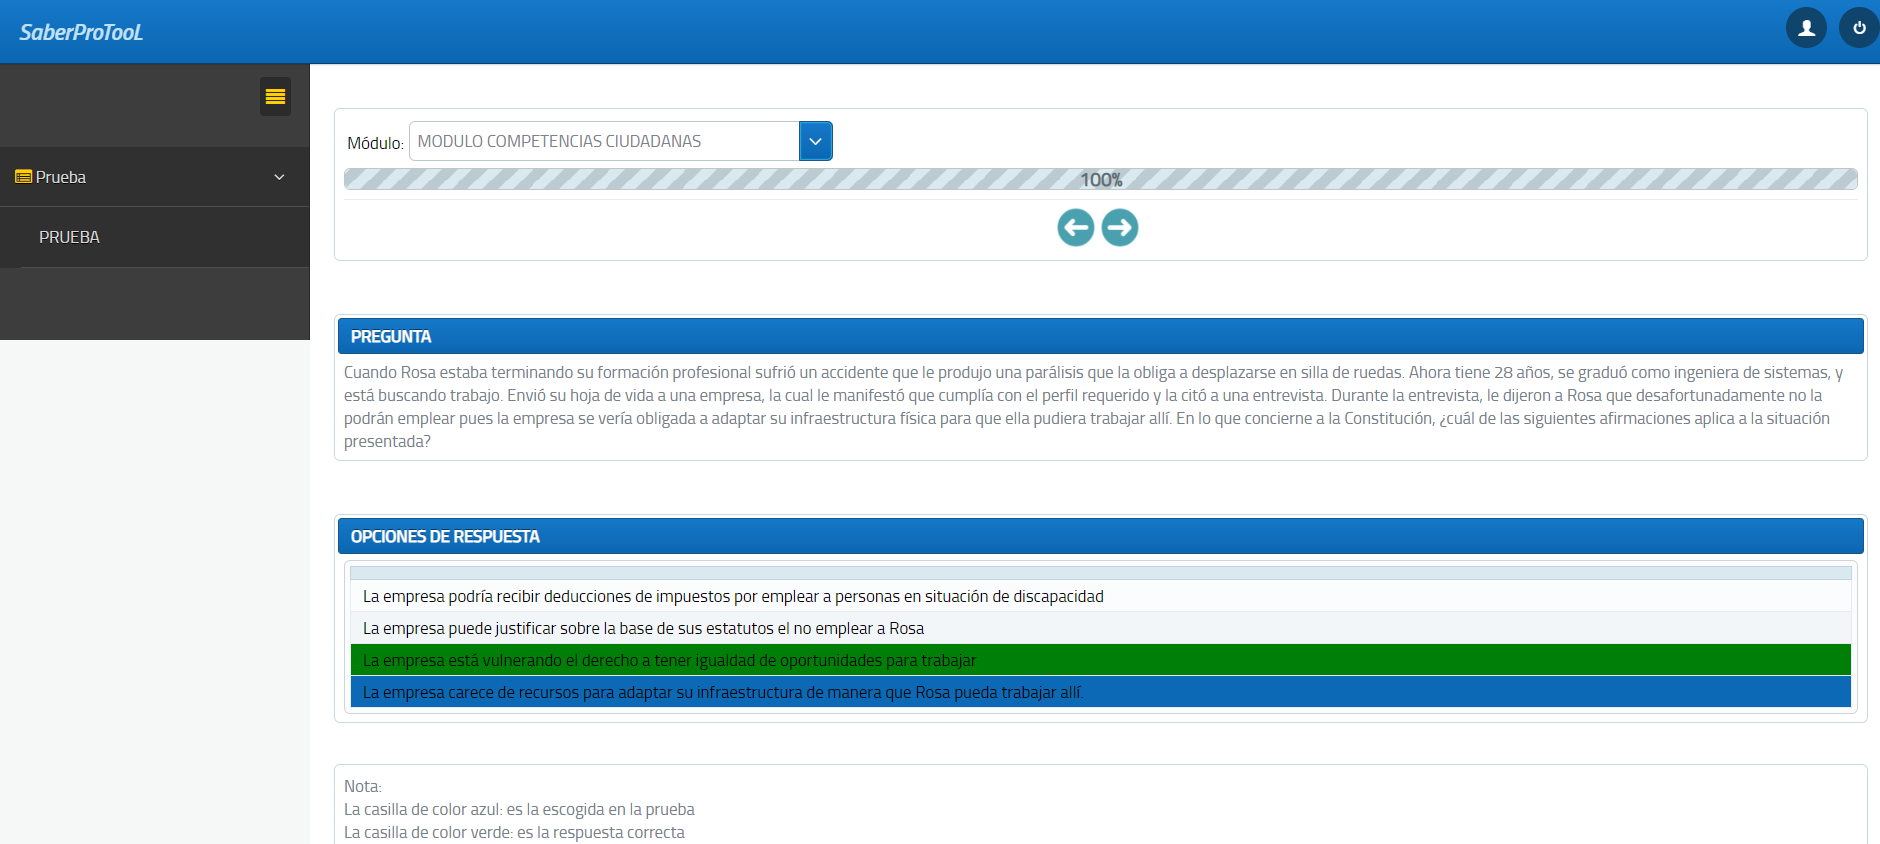 SaberProTooL
Módulo: MODULO COMPETENCIAS CIUDADANAS
100%
Prueba
PRUEBA
PREGUNTA
Cuando Rosa estaba terminando su formación profesional sufrió un accidente que le produjo una parálisis que la obliga a desplazarse en silla de ruedas. Ahora tiene 28 años, se graduó como ingeniera de sistemas, y
está buscando trabajo. Envió su hoja de vida a una empresa, la cual le manifestó que cumplía con el perfil requerido y la citó a una entrevista. Durante la entrevista, le dijeron a Rosa que desafortunadamente no la
podrán emplear pues la empresa se vería obligada a adaptar su infraestructura física para que ella pudiera trabajar allí. En lo que concierne a la Constitución, ¿cuál de las siguientes afirmaciones aplica a la situación
presentada?
OPCIONES DE RESPUESTA
La empresa podría recibir deducciones de impuestos por emplear a personas en situación de discapacidad
La empresa puede justificar sobre la base de sus estatutos el no emplear a Rosa
La empresa está vulnerando el derecho a tener igualdad de oportunidades para trabajar
La empresa carece de recursos para adaptar su infraestructura de manera que Rosa pueda trabajar allí.
Nota:
La casilla de color azul: es la escogida en la prueba
La casilla de color verde: es la respuesta correcta